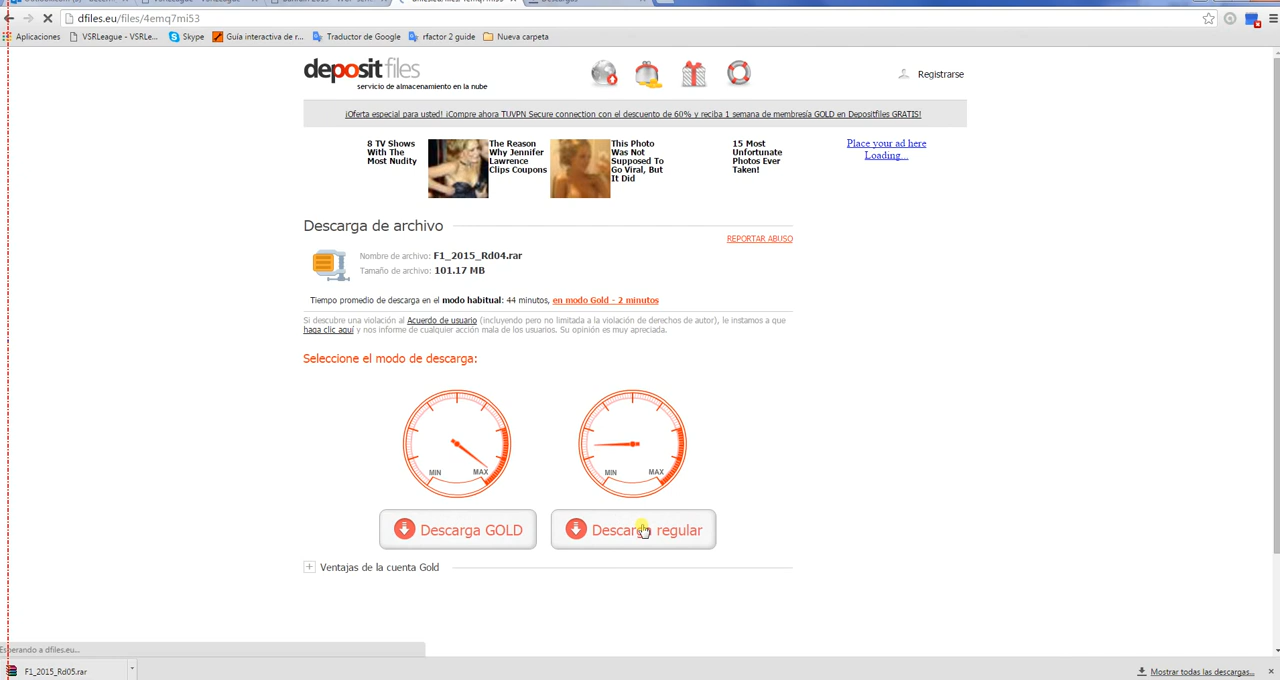 dfiles.eu/files/4emq7mi53
Aplicaciones VSRLeague - VSRLe... Skype Guía interactiva de r... Traductor de Google rfactor 2 guide Nueva carpeta
depositfiles
servicio de almacenamiento en la nube
Registrarse
¡Oferta especial para usted! ¡Compre ahora TUVPN Secure connection con el descuento de 60% y reciba 1 semana de membresía GOLD en Depositfiles GRATIS!
8 TV Shows
With The
Most Nudity
The Reason
Why Jennifer
Lawrence
Clips Coupons
This Photo
Was Not
Supposed To
Go Viral, But
It Did
15 Most
Unfortunate
Photos Ever
Taken!
Place your ad here
Loading...
Descarga de archivo
REPORTAR ABUSO
Nombre de archivo: F1_2015_Rd04.rar
Tamaño de archivo: 101.17 MB
Tiempo promedio de descarga en el modo habitual: 44 minutos, en modo Gold - 2 minutos
Si descubre una violación al Acuerdo de usuario (incluyendo pero no limitada a la violación de derechos de autor), le instamos a que
haga clic aquí y nos informe de cualquier acción mala de los usuarios. Su opinión es muy apreciada.
Seleccione el modo de descarga:
MIN MAX
MIN MAX
Descarga GOLD
Descarga regular
Ventajas de la cuenta Gold
Esperando a dfiles.eu...
F1_2015_Rd05.rar
Mostrar todas las descargas...